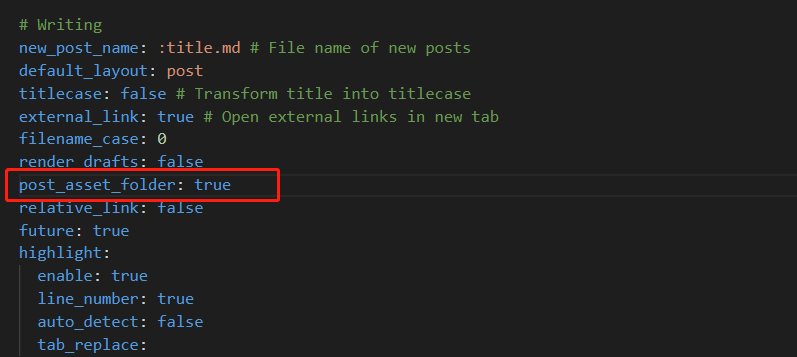 # Writing
new_post_name: :title.md # File name of new posts
default_layout: post
titlecase: false # Transform title into titlecase
external_link: true # Open external links in new tab
filename_case: 0
render_drafts: false
post_asset_folder: true
relative_link: false
future: true
highlight:
  enable: true
  line_number: true
  auto_detect: false
  tab_replace: